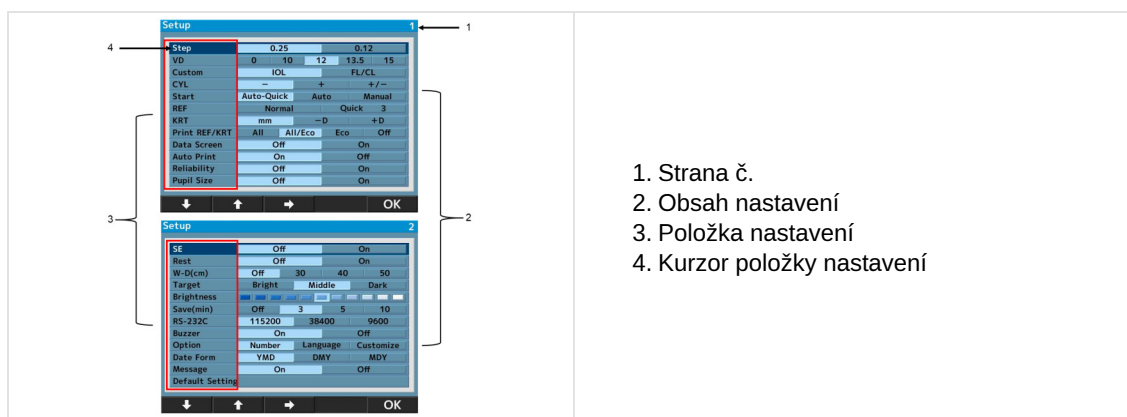 Setup 1
1
4
Step 0.25 0.12
VD 0 10 12 13.5 15
Custom IOL FL/CL
CYL − + +/−
Start Auto-Quick Auto Manual
REF Normal Quick 3
KRT mm −D +D
Print REF/KRT All All/Eco Eco Off
Data Screen Off On
Auto Print On Off
Reliability Off On
Pupil Size Off On
OK
3
2
Setup 2
SE Off On
Rest Off On
W-D(cm) Off 30 40 50
Target Bright Middle Dark
Brightness
Save(min) Off 3 5 10
RS-232C 115200 38400 9600
Buzzer On Off
Option Number Language Customize
Date Form YMD DMY MDY
Message On Off
Default Setting
OK
1. Strana č.
2. Obsah nastavení
3. Položka nastavení
4. Kurzor položky nastavení